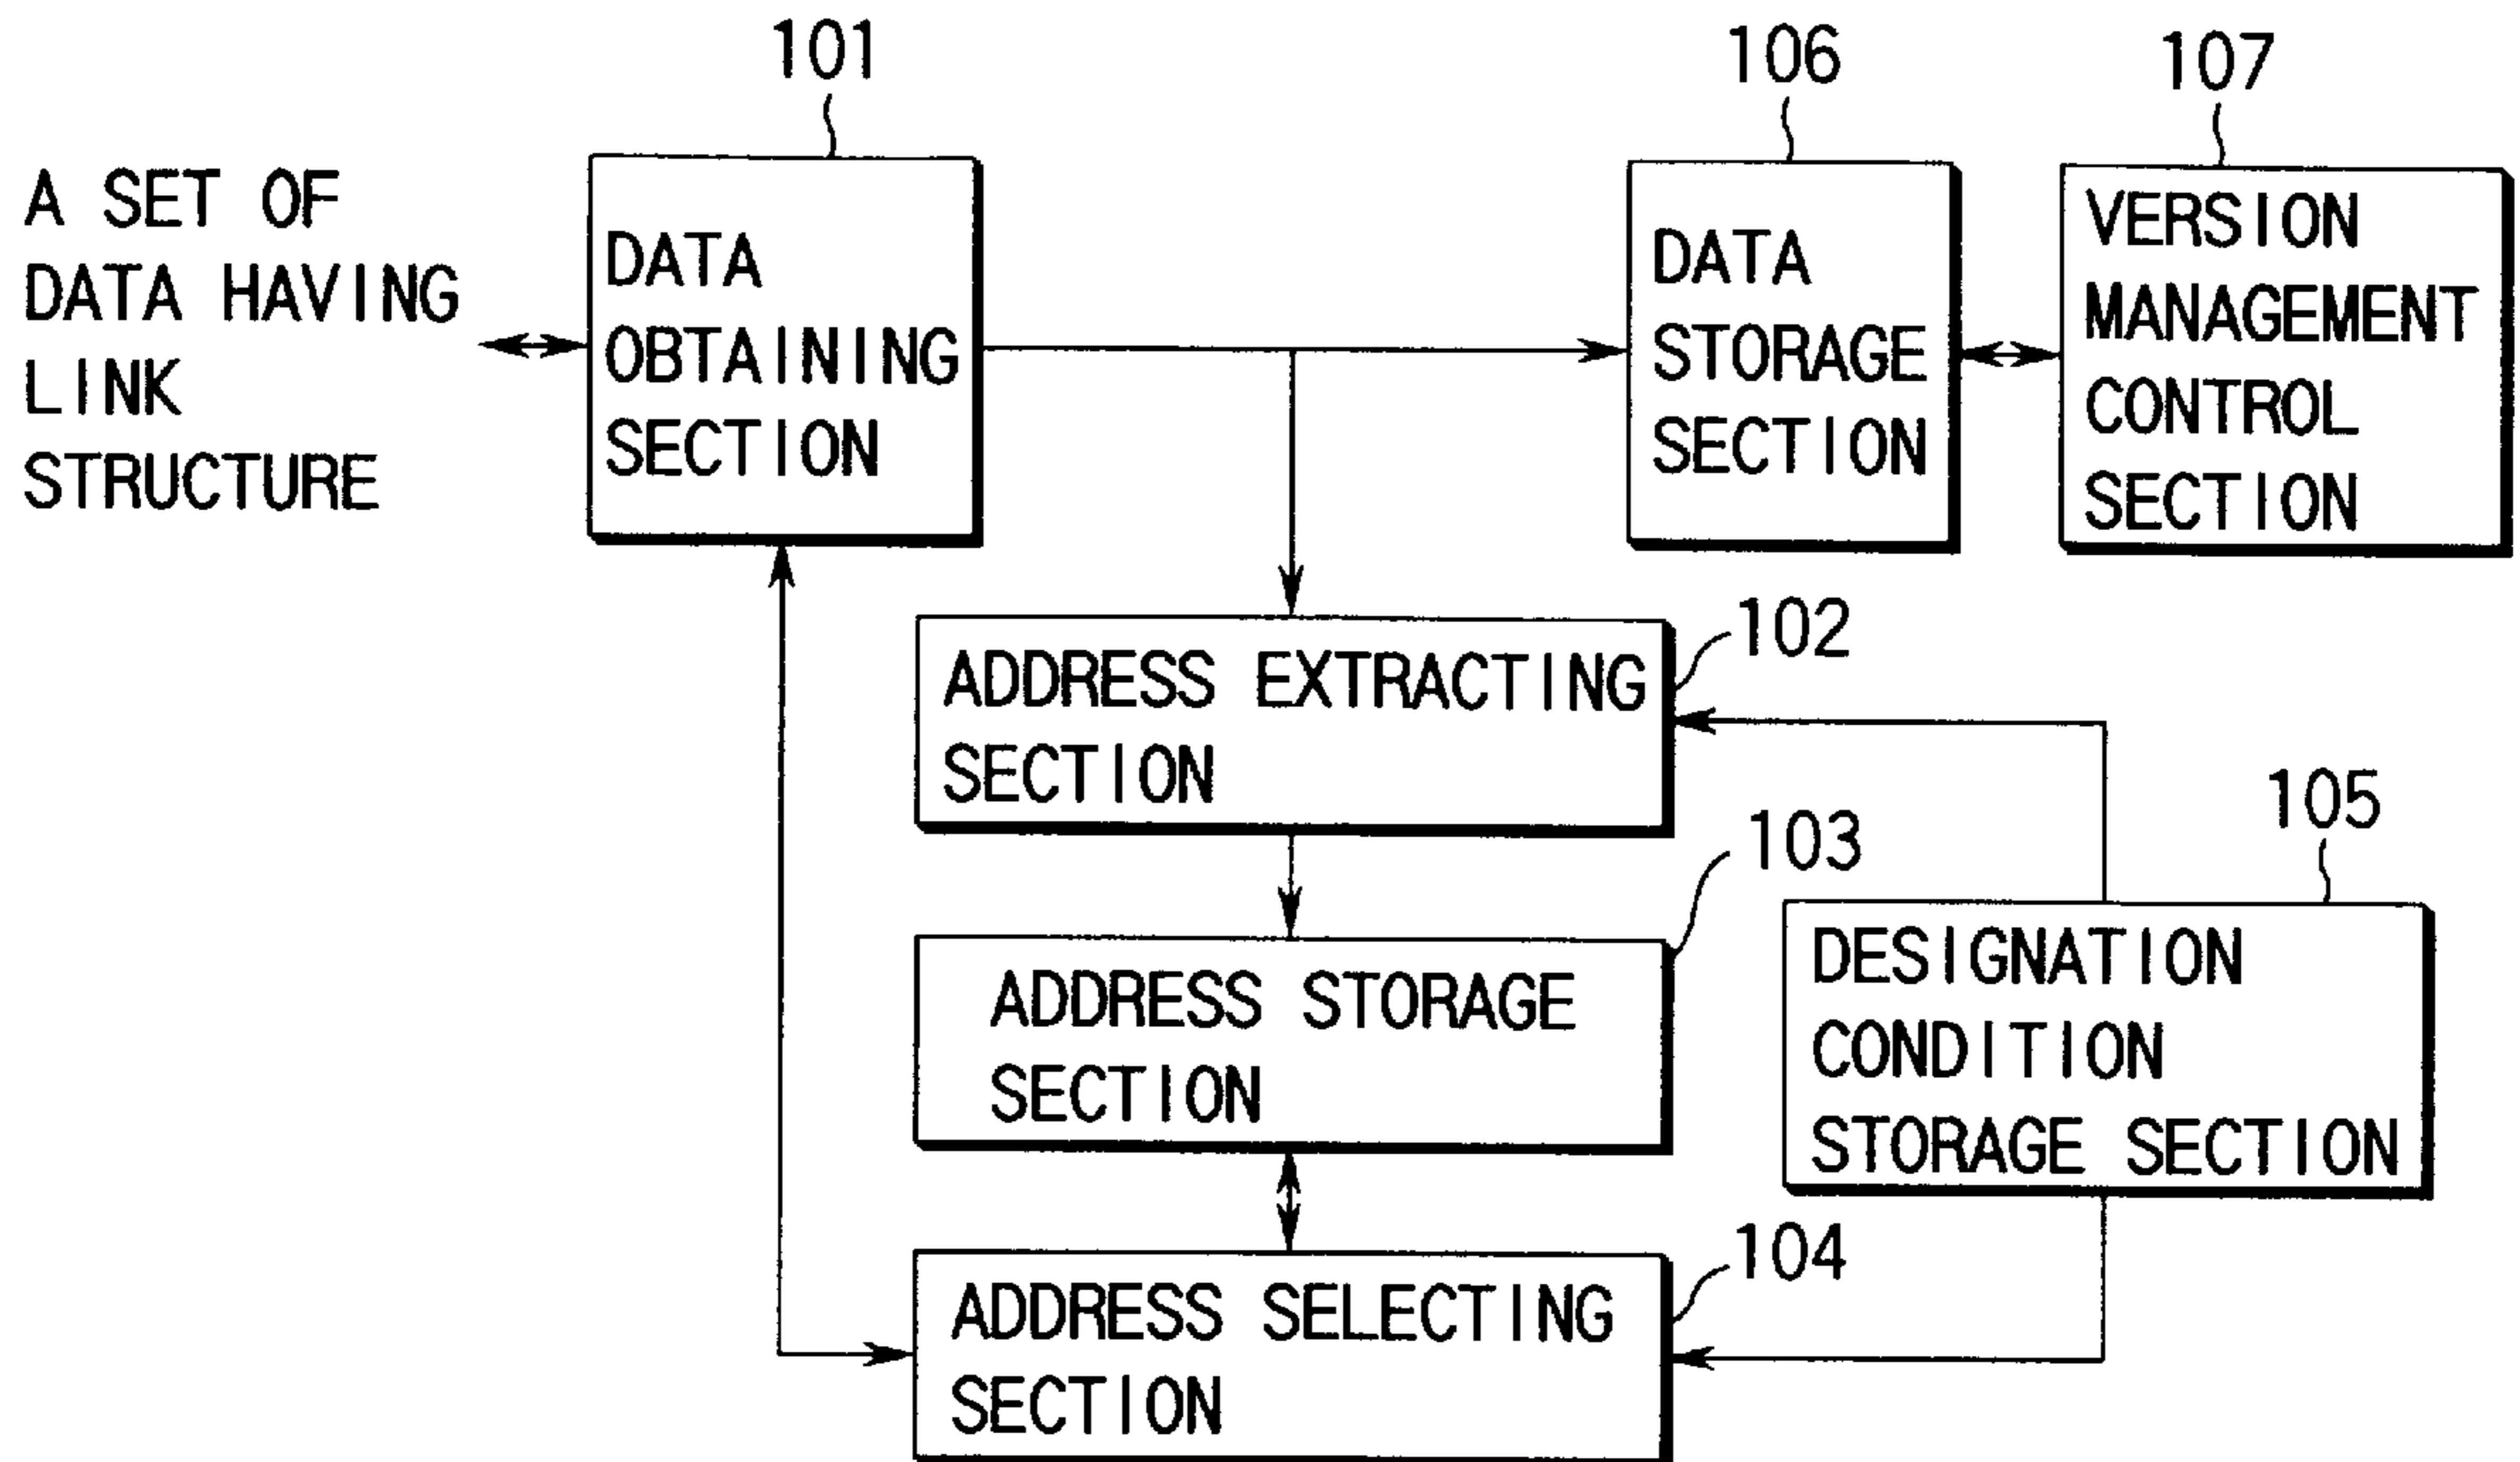 101
106
107
A SET OF
DATA HAVING
LINK
STRUCTURE
DATA
OBTAINING
SECTION
DATA
STORAGE
SECTION
VERSION
MANAGEMENT
CONTROL
SECTION
102
ADDRESS EXTRACTING
SECTION
103
ADDRESS STORAGE
SECTION
105
DESIGNATION
CONDITION
STORAGE SECTION
104
ADDRESS SELECTING
SECTION